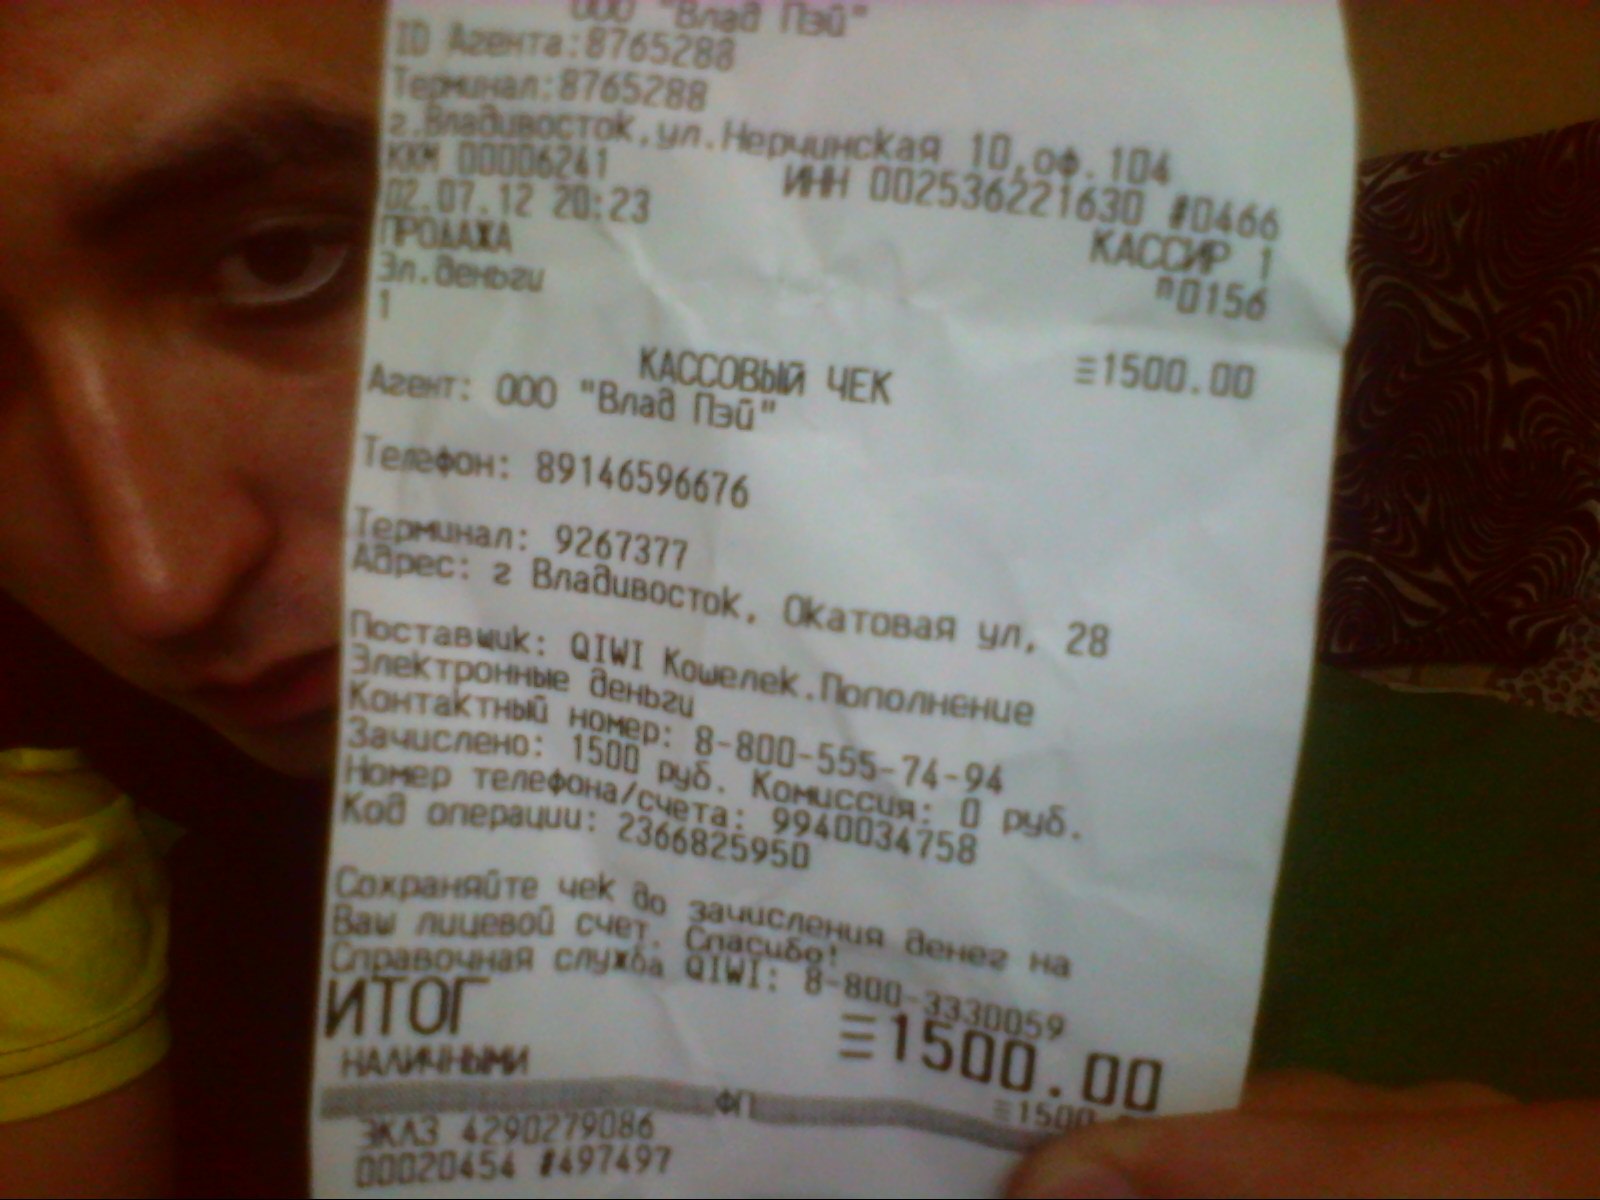 ООО "Влад Пэй"
ID Агента:8765288
Терминал:8765288
г.Владивосток,ул.Нерчинская 10,оф.104
ККМ 00006241 ИНН 002536221630 #0466
02.07.12 20:23 КАССИР 1
ПРОДАЖА п0156
Эл.деньги
1 ≡1500.00
КАССОВЫЙ ЧЕК
Агент: ООО "Влад Пэй"
Телефон: 89146596676
Терминал: 9267377
Адрес: г Владивосток, Окатовая ул, 28
Поставщик: QIWI Кошелек.Пополнение
Электронные деньги
Контактный номер: 8-800-555-74-94
Зачислено: 1500 руб. Комиссия: 0 руб.
Номер телефона/счета: 9940034758
Код операции: 2366825950
Сохраняйте чек до зачисления денег на
Ваш лицевой счет. Спасибо!
Справочная служба QIWI: 8-800-3330059
ИТОГ ≡1500.00
НАЛИЧНЫМИ ≡1500
ФП
ЭКЛЗ 4290279086
00020454 #497497